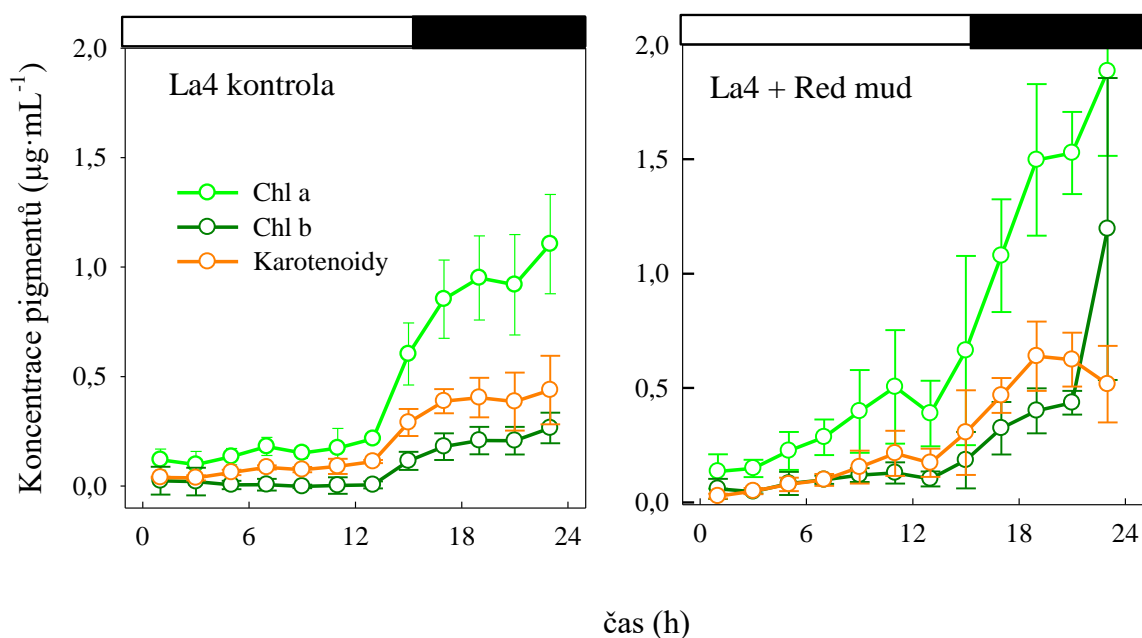 La4 kontrola
La4 + Red mud
Koncentrace pigmentů (µg·mL⁻¹)
2,0
1,5
1,0
0,5
0,0
Chl a
Chl b
Karotenoidy
0
6
12
18
24
2,0
1,5
1,0
0,5
0,0
0
6
12
18
24
čas (h)